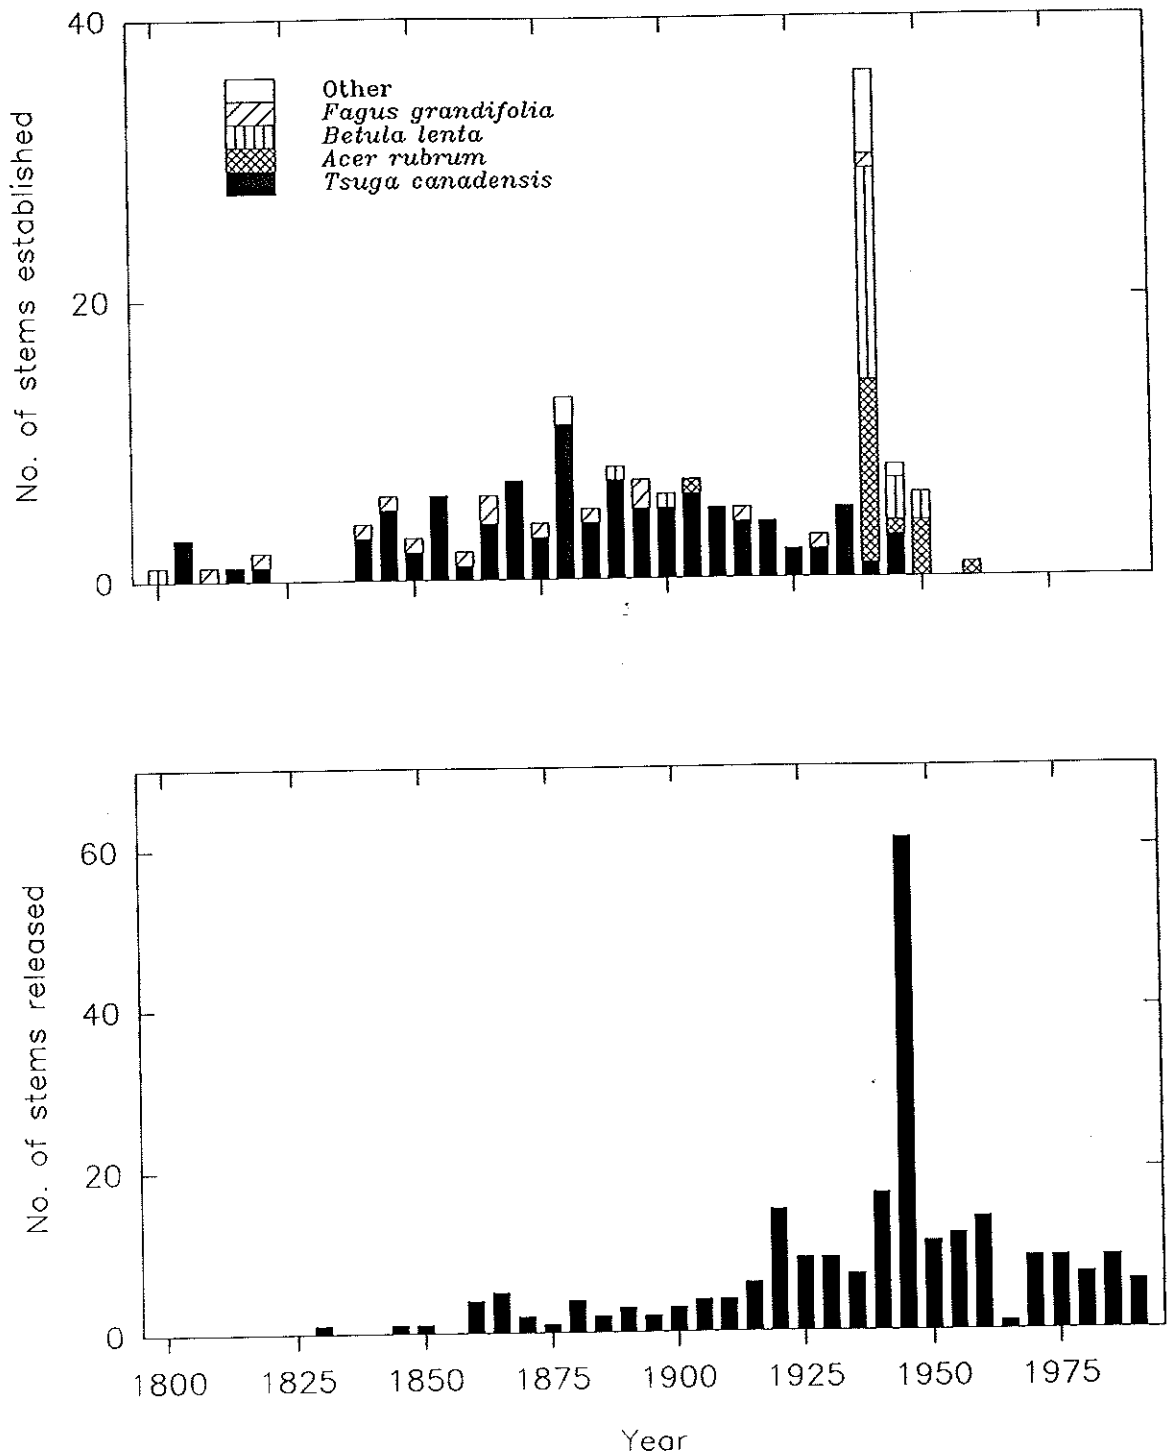 40
20
0
No. of stems established
Other
Fagus grandifolia
Betula lenta
Acer rubrum
Tsuga canadensis
60
40
20
0
No. of stems released
1800 1825 1850 1875 1900 1925 1950 1975
Year